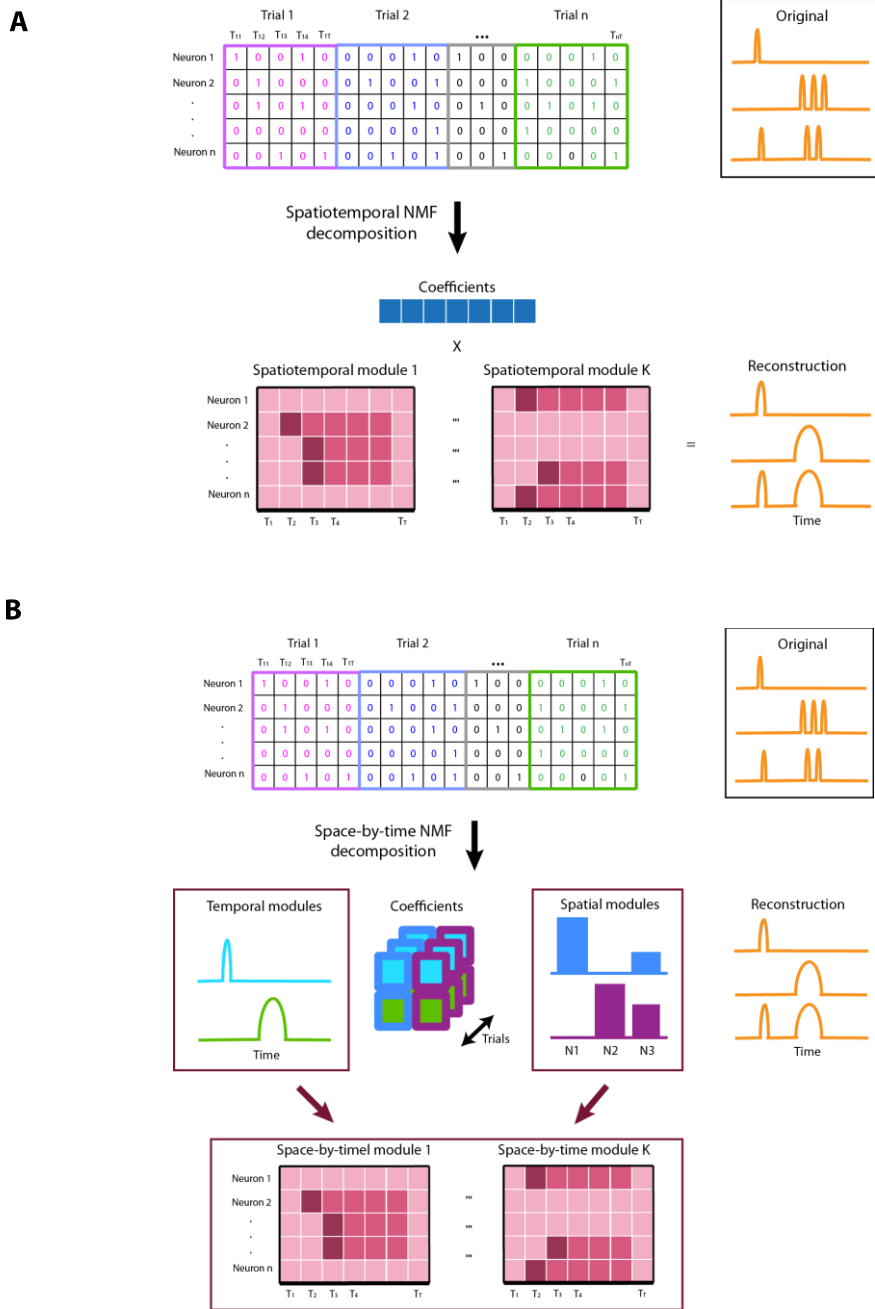 A
Trial 1 Trial 2 ... Trial n
T11 T12 T13 T14 T1T TnT
Neuron 1 1 0 0 1 0 0 0 0 1 0 1 0 0 0 0 0 1 0
Neuron 2 0 1 0 0 0 0 1 0 0 1 0 0 0 1 0 0 0 1
. 0 1 0 1 0 0 0 0 1 0 0 1 0 0 1 0 1 0
. 0 0 0 0 0 0 0 0 0 1 0 0 0 1 0 0 0 0
.
Neuron n 0 0 1 0 1 0 0 1 0 1 0 0 1 0 0 0 0 1
Original
Spatiotemporal NMF
decomposition
Coefficients
X
Spatiotemporal module 1 Spatiotemporal module K
Neuron 1
Neuron 2 ...
. ...
.
. ...
Neuron n
T1 T2 T3 T4 TT T1 T2 T3 T4 TT
=
Reconstruction
Time
B
Trial 1 Trial 2 ... Trial n
T11 T12 T13 T14 T1T TnT
Neuron 1 1 0 0 1 0 0 0 0 1 0 1 0 0 0 0 0 1 0
Neuron 2 0 1 0 0 0 0 1 0 0 1 0 0 0 1 0 0 0 1
. 0 1 0 1 0 0 0 0 1 0 0 1 0 0 1 0 1 0
. 0 0 0 0 0 0 0 0 0 1 0 0 0 1 0 0 0 0
.
Neuron n 0 0 1 0 1 0 0 1 0 1 0 0 1 0 0 0 0 1
Original
Space-by-time NMF
decomposition
Temporal modules
Time
Coefficients
Trials
Spatial modules
N1 N2 N3
Reconstruction
Time
Space-by-timel module 1 Space-by-time module K
Neuron 1
Neuron 2 ...
. ...
.
. ...
Neuron n
T1 T2 T3 T4 TT T1 T2 T3 T4 TT